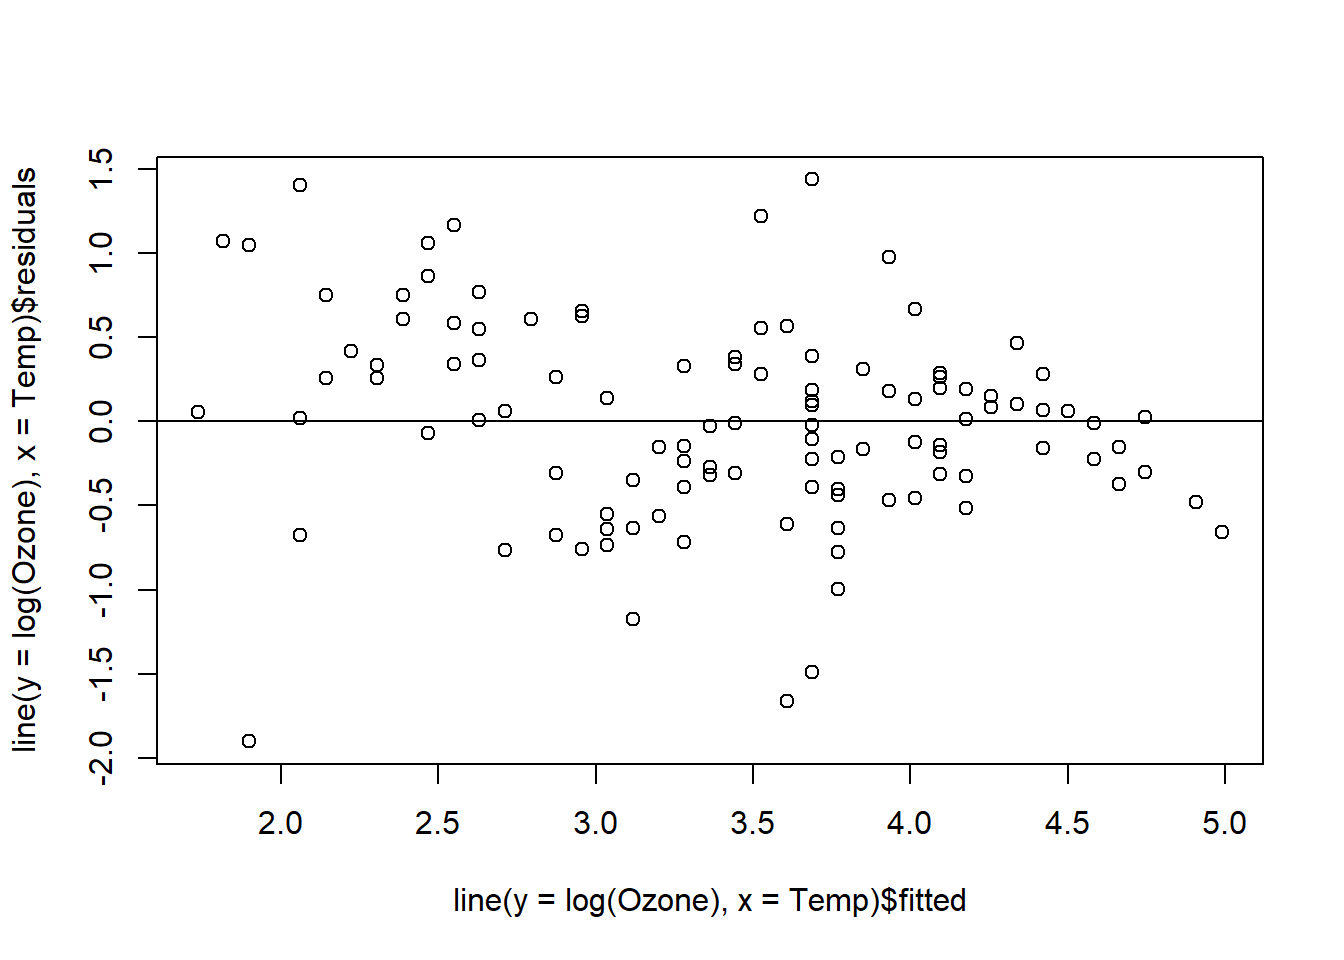 line(y = log(Ozone), x = Temp)$residuals
1.5
1.0
0.5
0.0
-0.5
-1.0
-1.5
-2.0
2.0 2.5 3.0 3.5 4.0 4.5 5.0
line(y = log(Ozone), x = Temp)$fitted